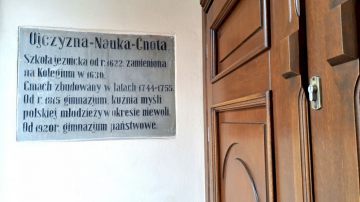 Ojczyzna-Nauka-Cnota.
Szkoła jezuicka od r. 1622. zamieniona
na Kolegium w 1630.
Gmach zbudowany w latach 1744-1755.
Od r. 1815 gimnazjum, kuźnia myśli
polskiej młodzieży w okresie niewoli.
Od 1920 r. gimnazjum państwowe.